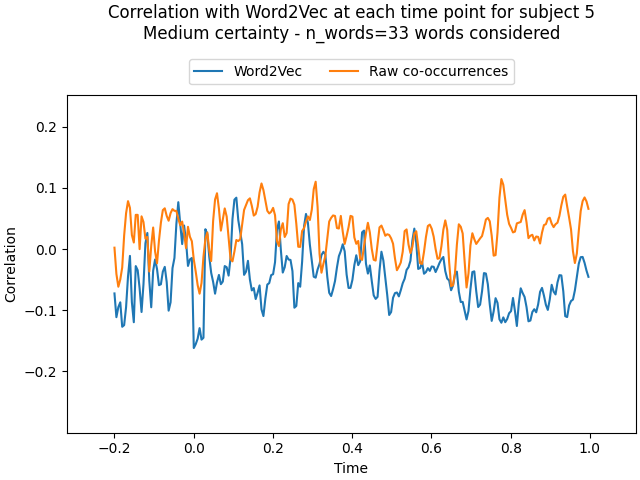 Correlation with Word2Vec at each time point for subject 5
Medium certainty - n_words=33 words considered
Word2Vec
Raw co-occurrences
0.2
0.1
0.0
−0.1
−0.2
Correlation
−0.2
0.0
0.2
0.4
0.6
0.8
1.0
Time